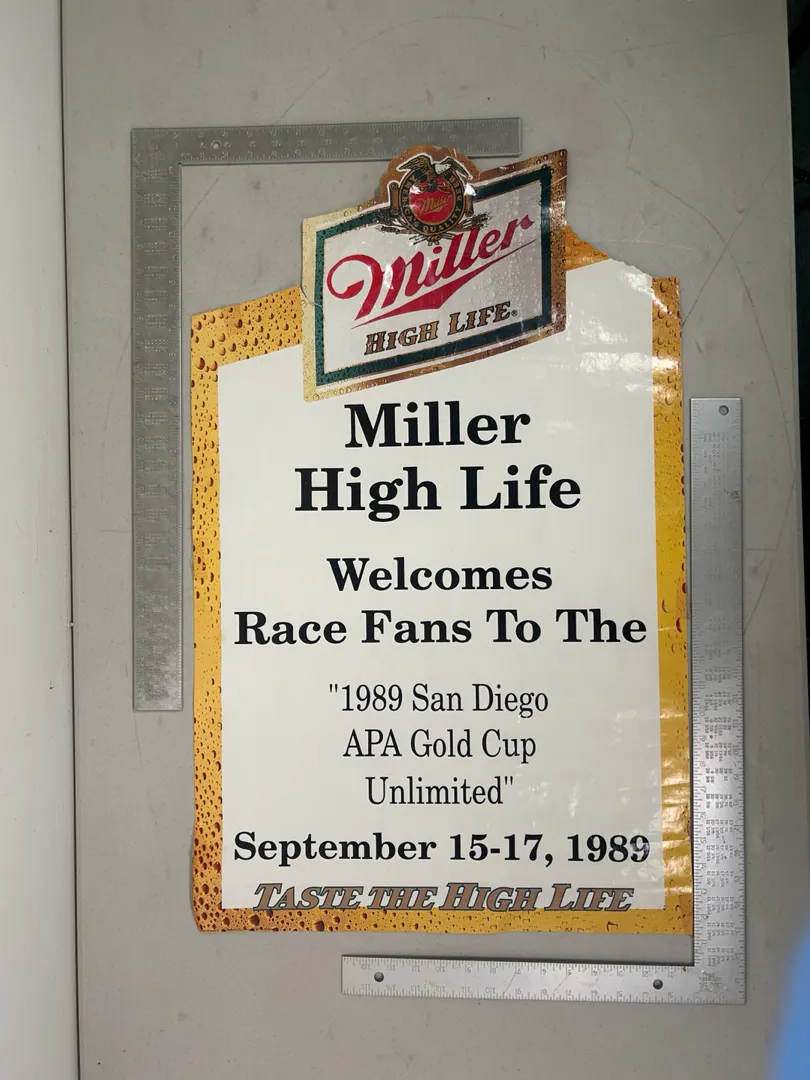 Miller
Miller
HIGH LIFE®
Miller
High Life
Welcomes
Race Fans To The
"1989 San Diego
APA Gold Cup
Unlimited"
September 15-17, 1989
TASTE THE HIGH LIFE